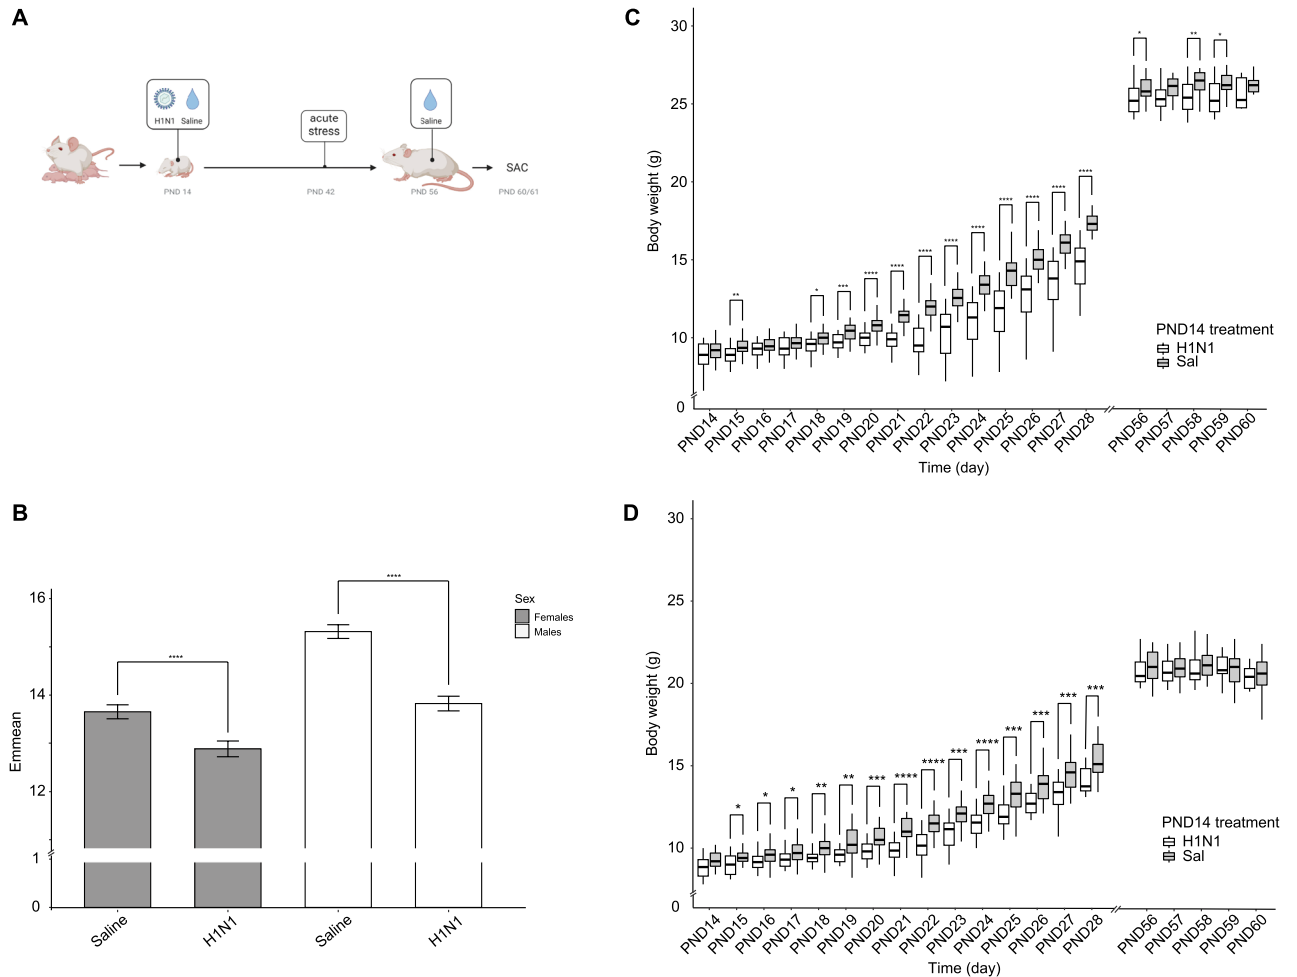 A
H1N1 Saline
acute
stress
Saline
SAC
PND 14
PND 42
PND 56
PND 60/61
B
Emmean
16
14
12
1
0
****
****
Sex
Females
Males
Saline
H1N1
Saline
H1N1
C
Body weight (g)
30
25
20
15
10
0
** * *** **** **** **** **** **** **** **** **** **** * ** *
PND14 treatment
H1N1
Sal
PND14 PND15 PND16 PND17 PND18 PND19 PND20 PND21 PND22 PND23 PND24 PND25 PND26 PND27 PND28 PND56 PND57 PND58 PND59 PND60
Time (day)
D
Body weight (g)
30
25
20
15
10
0
* * * ** ** *** **** **** *** **** *** *** *** ***
PND14 treatment
H1N1
Sal
PND14 PND15 PND16 PND17 PND18 PND19 PND20 PND21 PND22 PND23 PND24 PND25 PND26 PND27 PND28 PND56 PND57 PND58 PND59 PND60
Time (day)